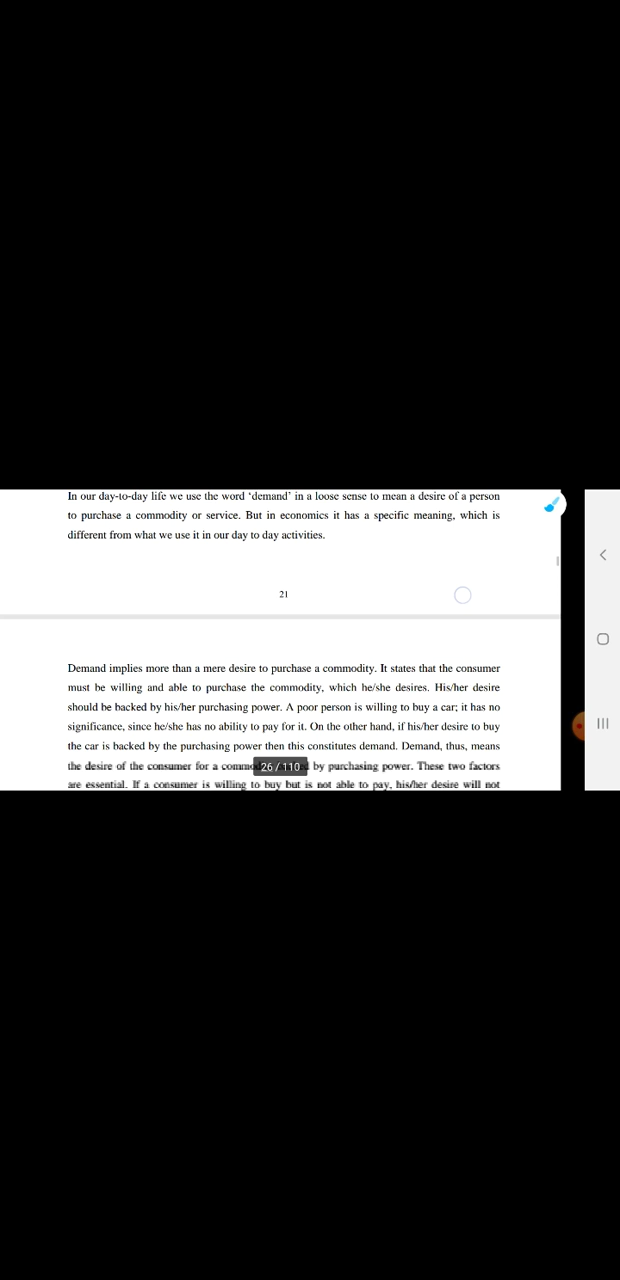 In our day-to-day life we use the word ‘demand’ in a loose sense to mean a desire of a person
to purchase a commodity or service. But in economics it has a specific meaning, which is
different from what we use it in our day to day activities.
21
Demand implies more than a mere desire to purchase a commodity. It states that the consumer
must be willing and able to purchase the commodity, which he/she desires. His/her desire
should be backed by his/her purchasing power. A poor person is willing to buy a car; it has no
significance, since he/she has no ability to pay for it. On the other hand, if his/her desire to buy
the car is backed by the purchasing power then this constitutes demand. Demand, thus, means
the desire of the consumer for a by purchasing power. These two factors
26 / 110
are essential. If a consumer is willing to buy but is not able to pay, his/her desire will not